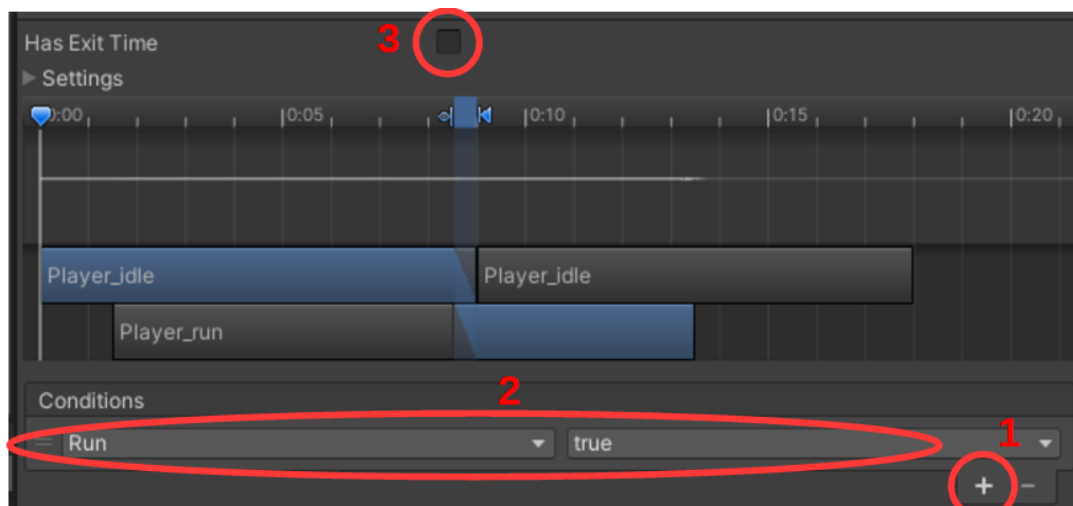 Has Exit Time 3
Settings
0:00 0:05 0:10 0:15 0:20
Player_idle Player_idle
Player_run
Conditions 2
Run true 1
+ −